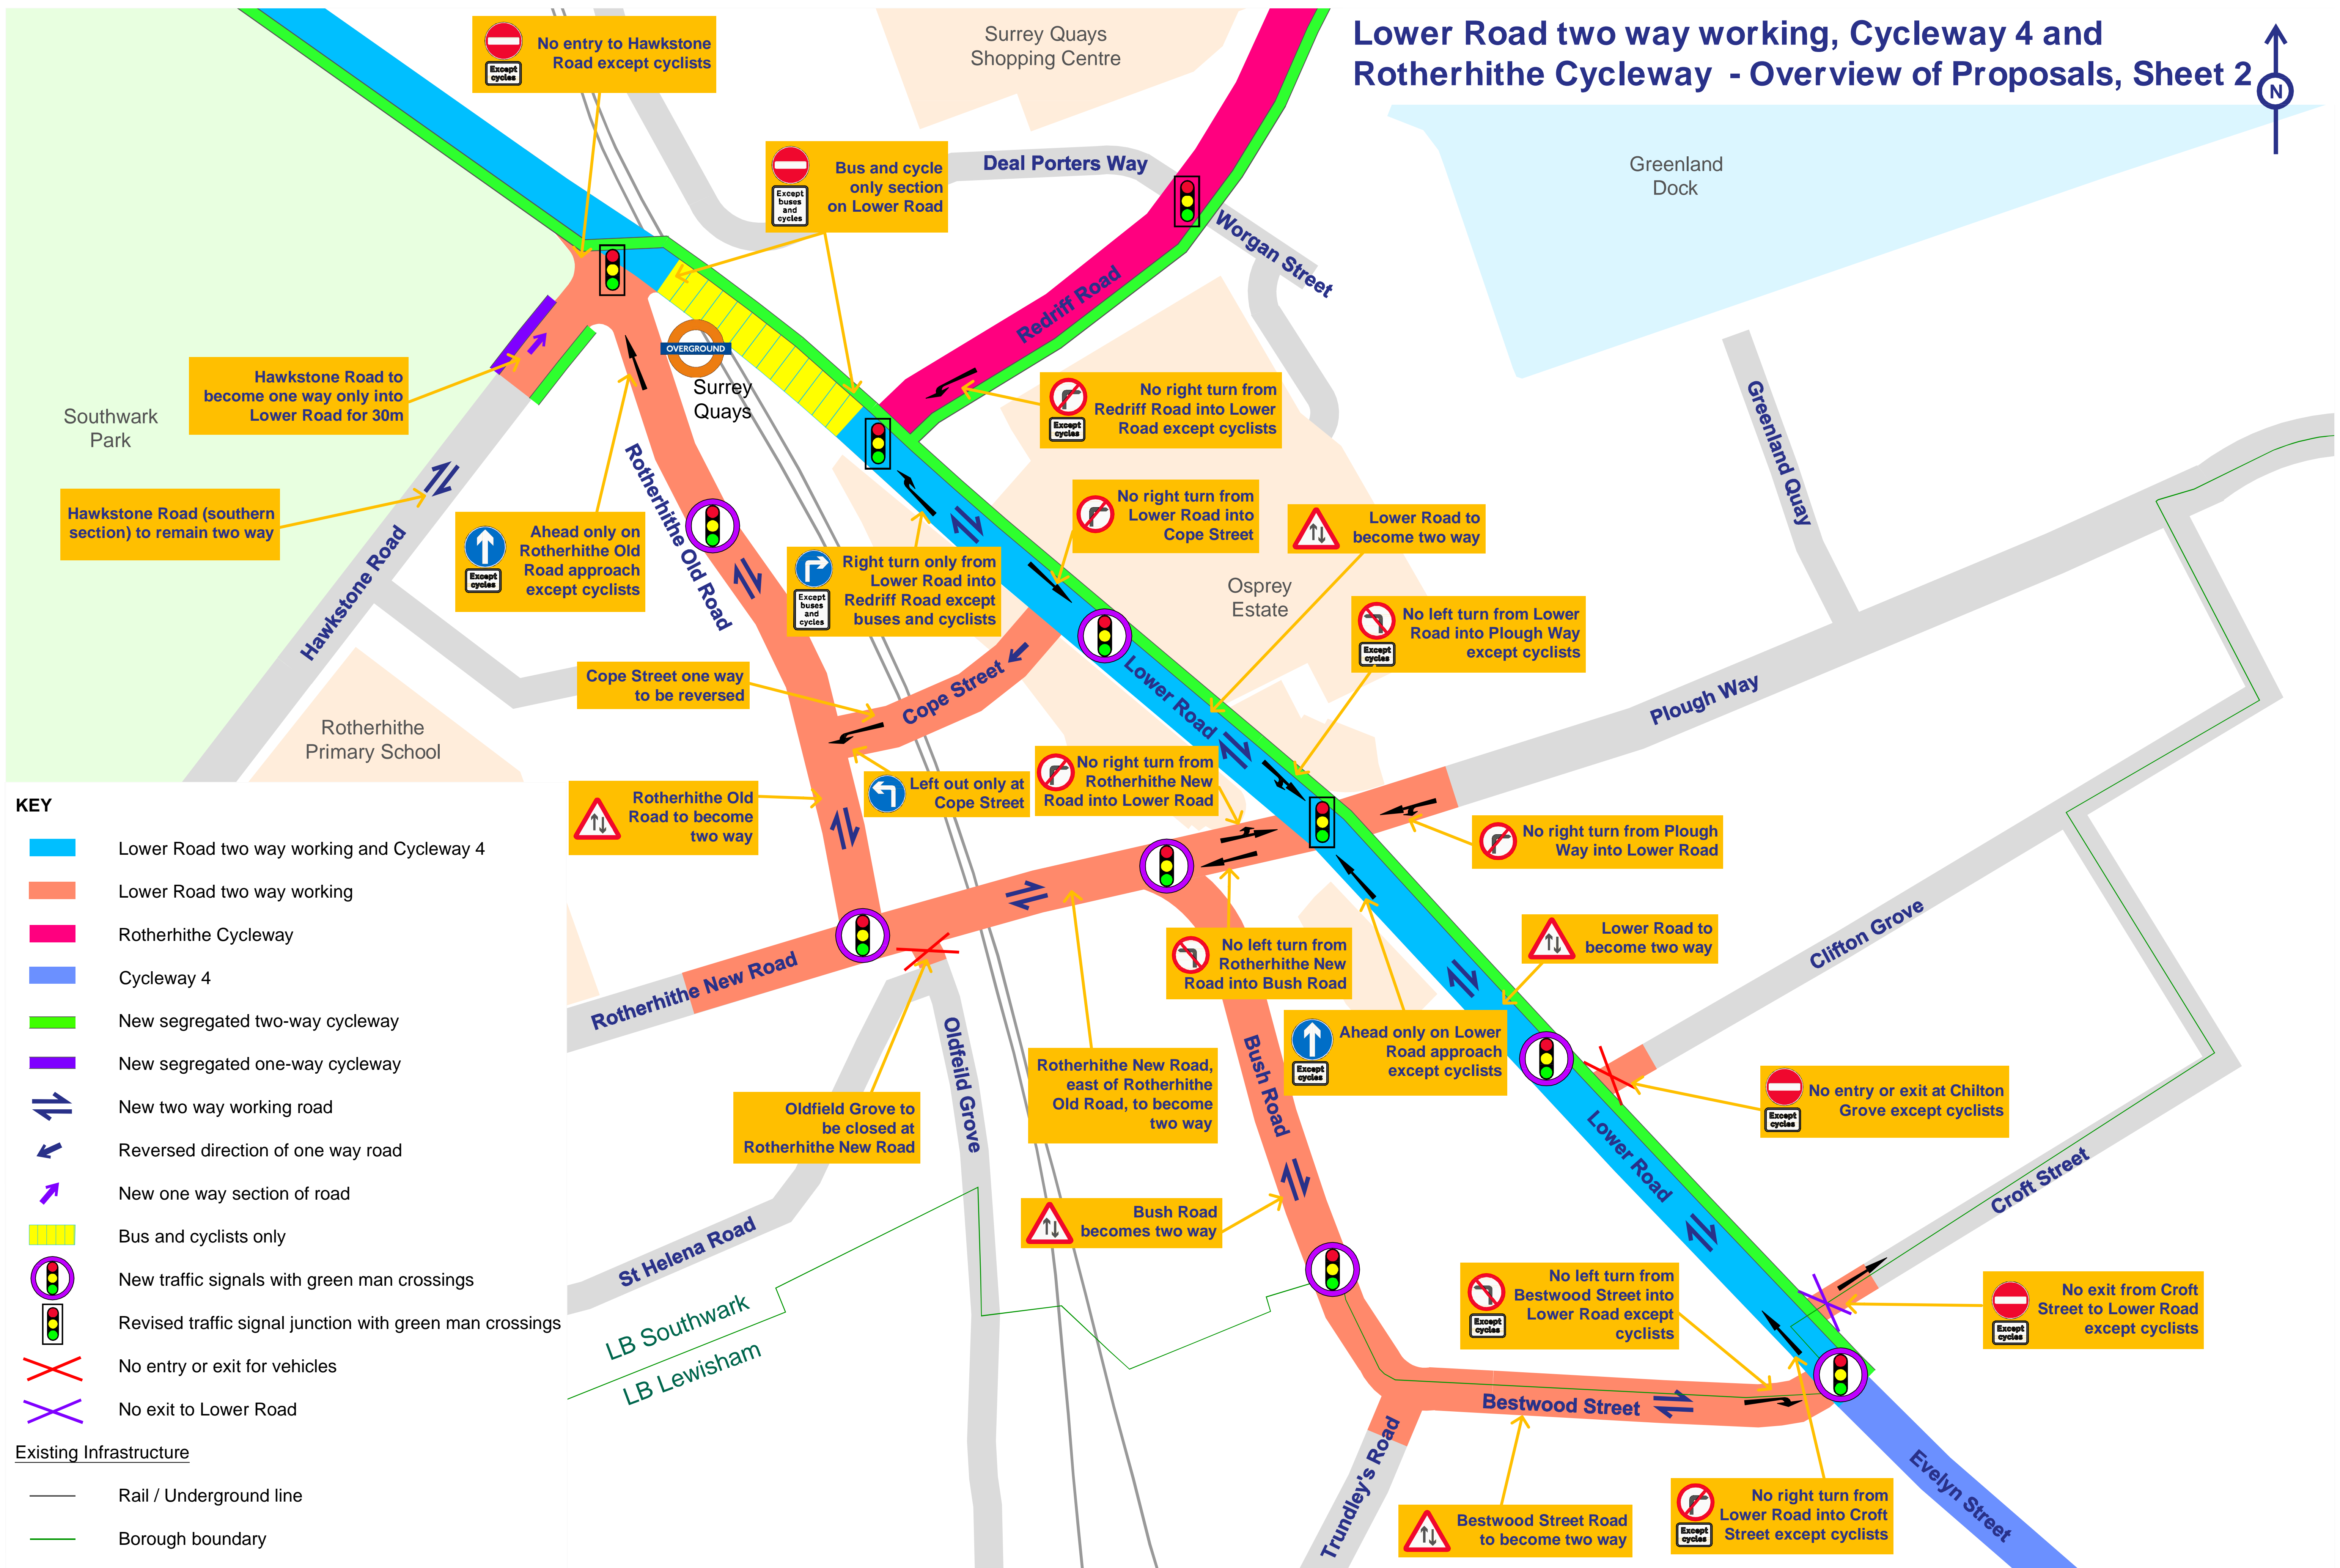 Lower Road two way working, Cycleway 4 and
Rotherhithe Cycleway - Overview of Proposals, Sheet 2
N
No entry to Hawkstone
Road except cyclists
Except
cycles
Surrey Quays
Shopping Centre
Bus and cycle
only section
on Lower Road
Except
buses
and
cycles
Deal Porters Way
Worgan Street
Greenland
Dock
Redriff Road
OVERGROUND
Surrey
Quays
Hawkstone Road to
become one way only into
Lower Road for 30m
Southwark
Park
No right turn from
Redriff Road into Lower
Road except cyclists
Except
cycles
Greenland Quay
Hawkstone Road (southern
section) to remain two way
Hawkstone Road
Ahead only on
Rotherhithe Old
Road approach
except cyclists
Except
cycles
Rotherhithe Old Road
Right turn only from
Lower Road into
Redriff Road except
buses and cyclists
Except
buses
and
cycles
No right turn from
Lower Road into
Cope Street
Lower Road to
become two way
Osprey
Estate
No left turn from Lower
Road into Plough Way
except cyclists
Except
cycles
Cope Street one way
to be reversed
Cope Street
Lower Road
Plough Way
Rotherhithe
Primary School
Rotherhithe Old
Road to become
two way
Left out only at
Cope Street
No right turn from
Rotherhithe New
Road into Lower Road
No right turn from Plough
Way into Lower Road
Rotherhithe New Road
No left turn from
Rotherhithe New
Road into Bush Road
Lower Road to
become two way
Clifton Grove
Oldfeild Grove
Bush Road
Ahead only on Lower
Road approach
except cyclists
Except
cycles
Rotherhithe New Road,
east of Rotherhithe
Old Road, to become
two way
Oldfield Grove to
be closed at
Rotherhithe New Road
No entry or exit at Chilton
Grove except cyclists
Except
cycles
Lower Road
Croft Street
St Helena Road
Bush Road
becomes two way
LB Southwark
LB Lewisham
No left turn from
Bestwood Street into
Lower Road except
cyclists
Except
cycles
No exit from Croft
Street to Lower Road
except cyclists
Except
cycles
Bestwood Street
Trundley's Road
Evelyn Street
Bestwood Street Road
to become two way
No right turn from
Lower Road into Croft
Street except cyclists
Except
cycles
KEY
Lower Road two way working and Cycleway 4
Lower Road two way working
Rotherhithe Cycleway
Cycleway 4
New segregated two-way cycleway
New segregated one-way cycleway
New two way working road
Reversed direction of one way road
New one way section of road
Bus and cyclists only
New traffic signals with green man crossings
Revised traffic signal junction with green man crossings
No entry or exit for vehicles
No exit to Lower Road
Existing Infrastructure
Rail / Underground line
Borough boundary